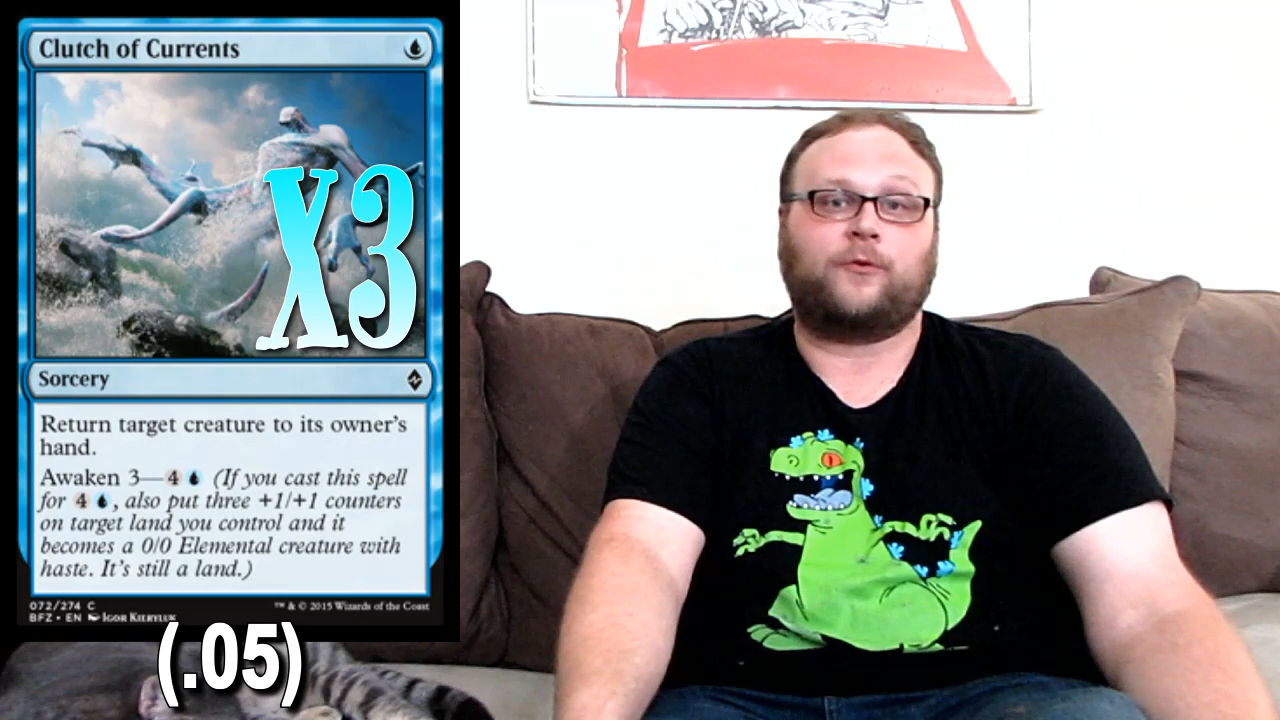 Clutch of Currents
X3
Sorcery
Return target creature to its owner's
hand.
Awaken 3—4 (If you cast this spell
for 4 , also put three +1/+1 counters
on target land you control and it
becomes a 0/0 Elemental creature with
haste. It's still a land.)
072/274 C
™ & © 2015 Wizards of the Coast
BFZ • EN Igor Kieryluk
(.05)